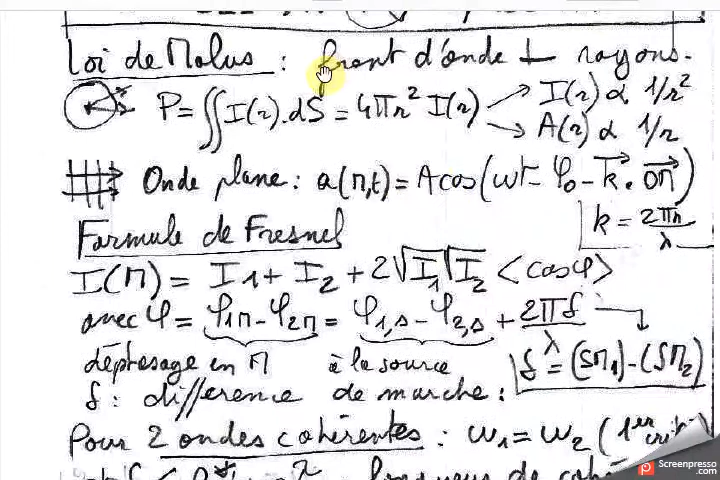 Loi de Malus : front d'onde ⊥ rayons.
P = ∬ I(r).dS = 4πr² I(r) → I(r) ∝ 1/r²
→ A(r) ∝ 1/r
Onde plane : a(M,t) = A cos(ωt - φ₀ - k⃗ . OM⃗)
k = 2πn/λ
Formule de Fresnel
I(M) = I₁ + I₂ + 2√I₁ √I₂ <cosφ>
avec φ = φ₁M - φ₂M = φ₁,s - φ₂,s + 2πδ/λ
déphasage en M à la source δ = (SM₁) - (SM₂)
δ : différence de marche :
Pour 2 ondes cohérentes : ω₁ = ω₂ (1er
Screenpresso